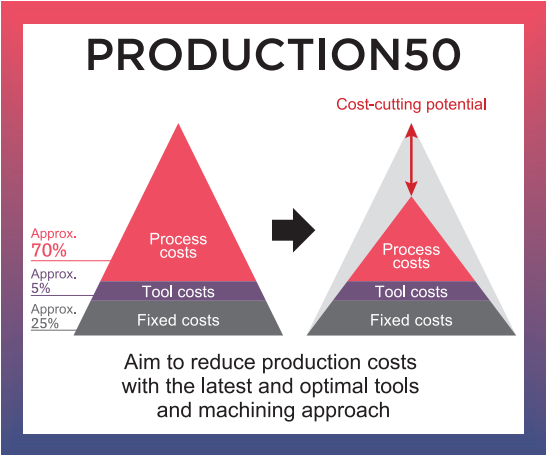 PRODUCTION50
Cost-cutting potential
Approx.
70%
Process
costs
Process
costs
Approx.
5%
Tool costs
Tool costs
Approx.
25%
Fixed costs
Fixed costs
Aim to reduce production costs
with the latest and optimal tools
and machining approach